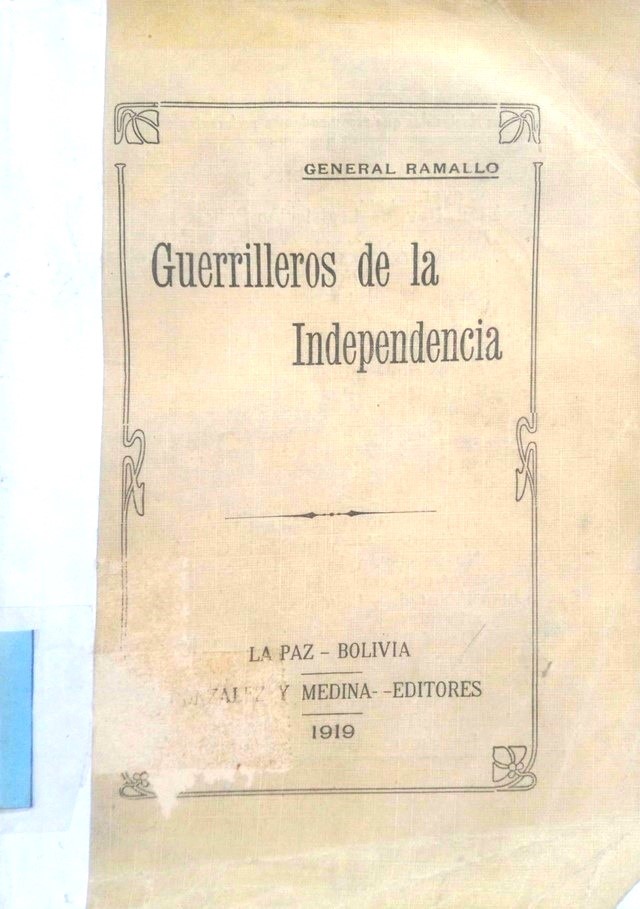 GENERAL RAMALLO
Guerrilleros de la
Independencia
LA PAZ - BOLIVIA
Y MEDINA--EDITORES
1919